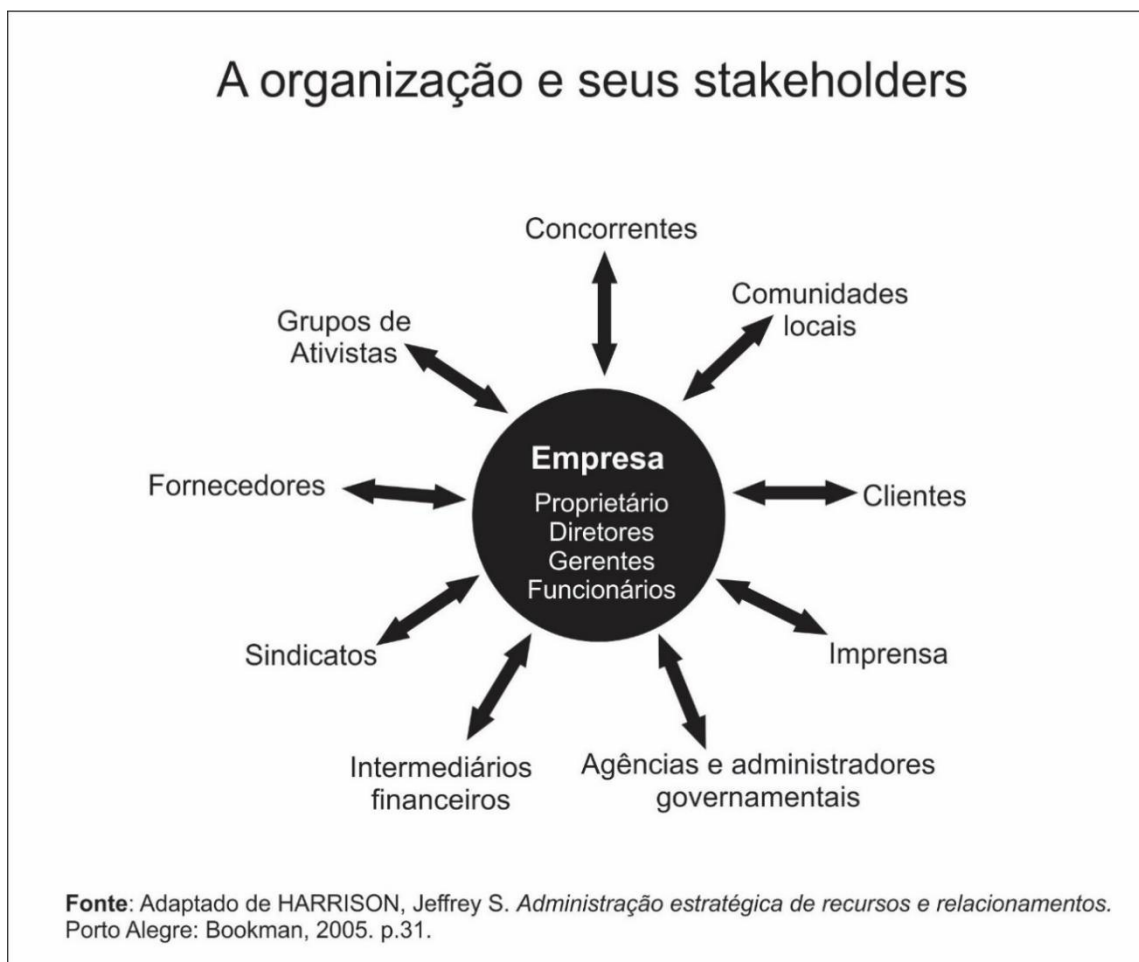 A organização e seus stakeholders
Concorrentes
Comunidades
locais
Grupos de
Ativistas
Empresa
Proprietário
Diretores
Gerentes
Funcionários
Fornecedores
Clientes
Sindicatos
Imprensa
Intermediários
financeiros
Agências e administradores
governamentais
Fonte: Adaptado de HARRISON, Jeffrey S. Administração estratégica de recursos e relacionamentos.
Porto Alegre: Bookman, 2005. p.31.